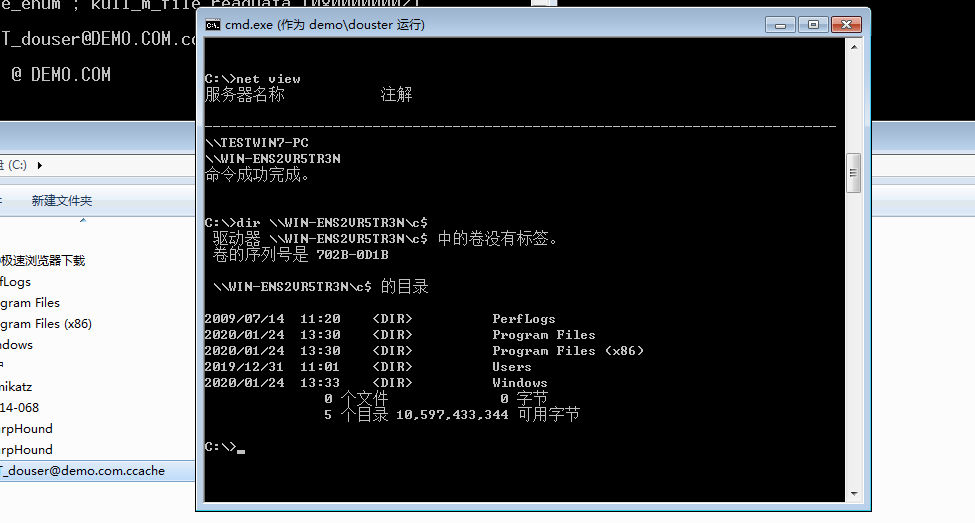 e_enum ; kull_m_file_readData (0x00000002)
T_douser@DEMO.COM.cc
@ DEMO.COM
(C:)
新建文件夹
极速浏览器下载
fLogs
gram Files
gram Files (x86)
ndows
户
mikatz
14-068
arpHound
arpHound
T_douser@demo.com.ccache
cmd.exe (作为 demo\douster 运行)
C:\>net view
服务器名称 注解
-------------------------------------------------------------------------------
\\TESTWIN7-PC
\\WIN-ENS2VR5TR3N
命令成功完成。
C:\>dir \\WIN-ENS2VR5TR3N\c$
驱动器 \\WIN-ENS2VR5TR3N\c$ 中的卷没有标签。
卷的序列号是 702B-0D1B
\\WIN-ENS2VR5TR3N\c$ 的目录
2009/07/14 11:20 <DIR> PerfLogs
2020/01/24 13:30 <DIR> Program Files
2020/01/24 13:30 <DIR> Program Files (x86)
2019/12/31 11:01 <DIR> Users
2020/01/24 13:33 <DIR> Windows
0 个文件 0 字节
5 个目录 10,597,433,344 可用字节
C:\>